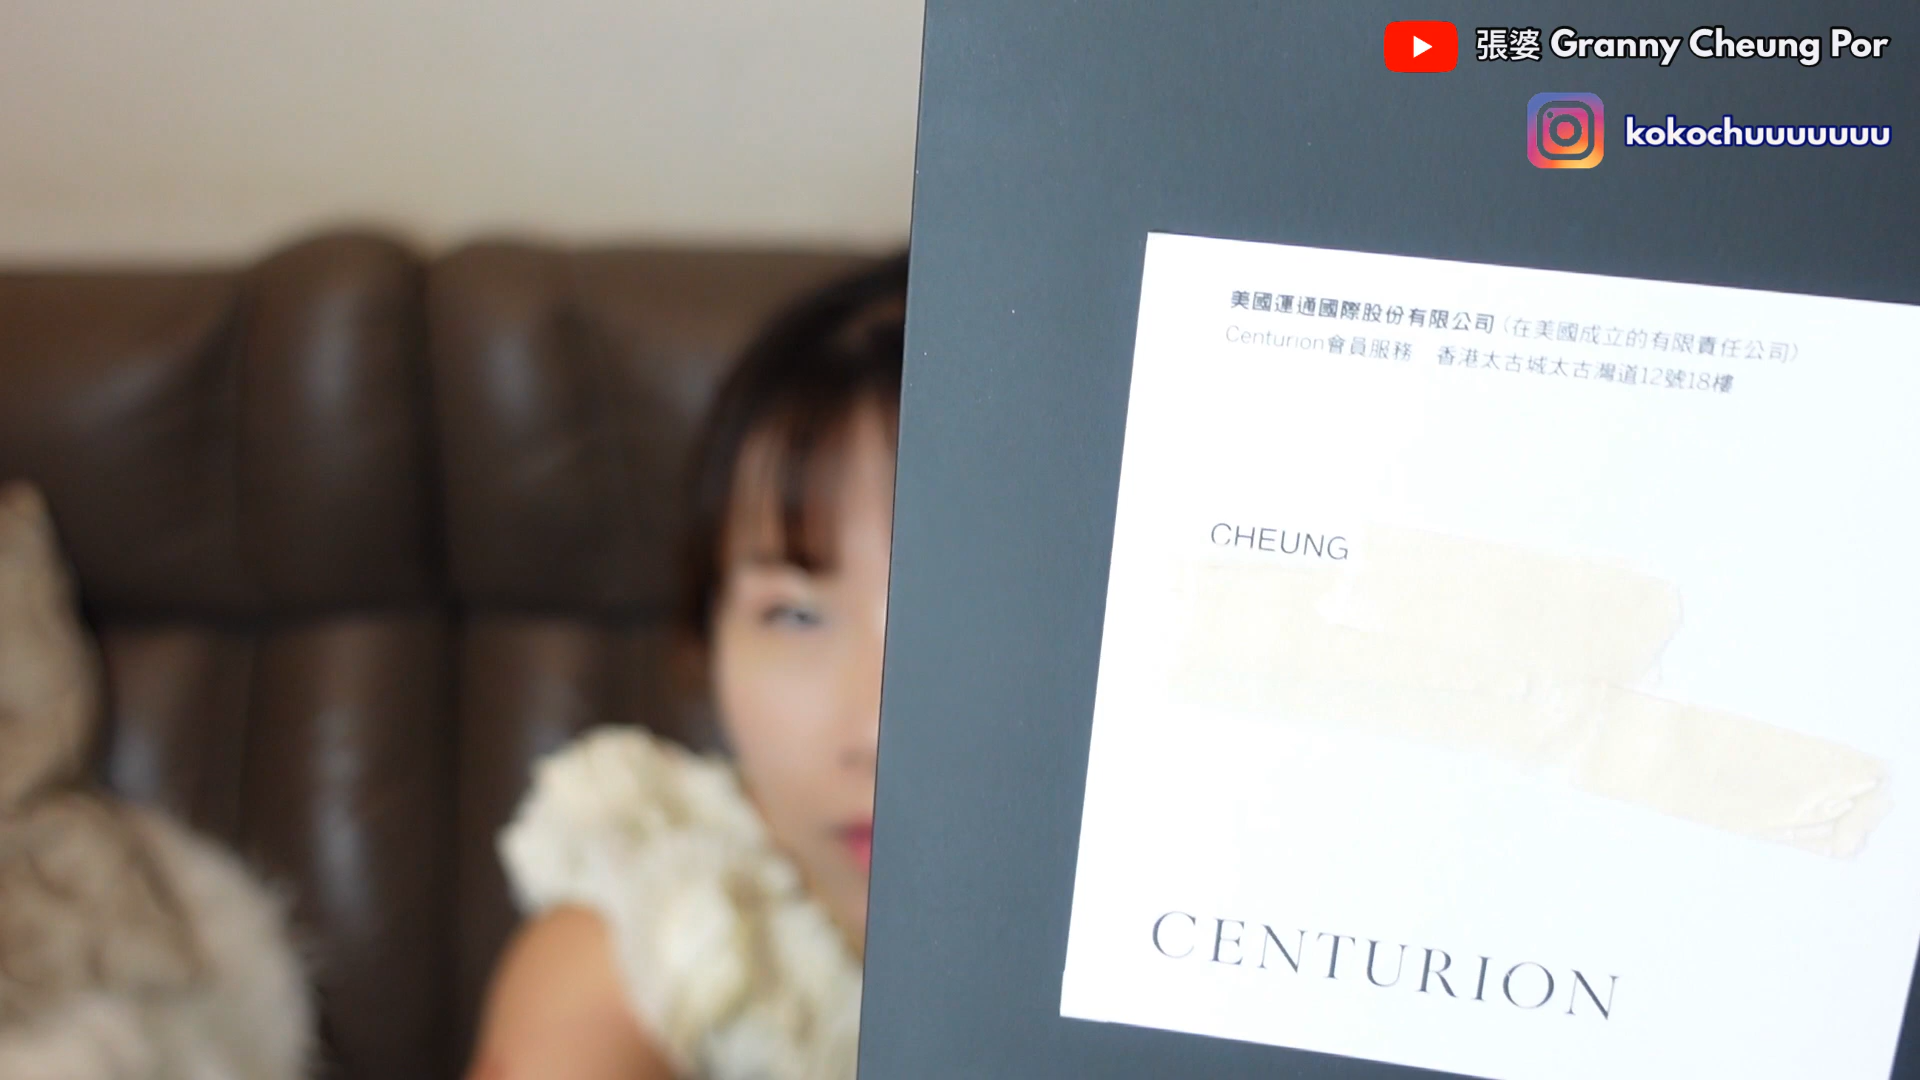 張婆 Granny Cheung Por
kokochuuuuuuu
美國運通國際股份有限公司 (在美國成立的有限責任公司)
Centurion會員服務 香港太古城太古灣道12號18樓
CHEUNG
CENTURION